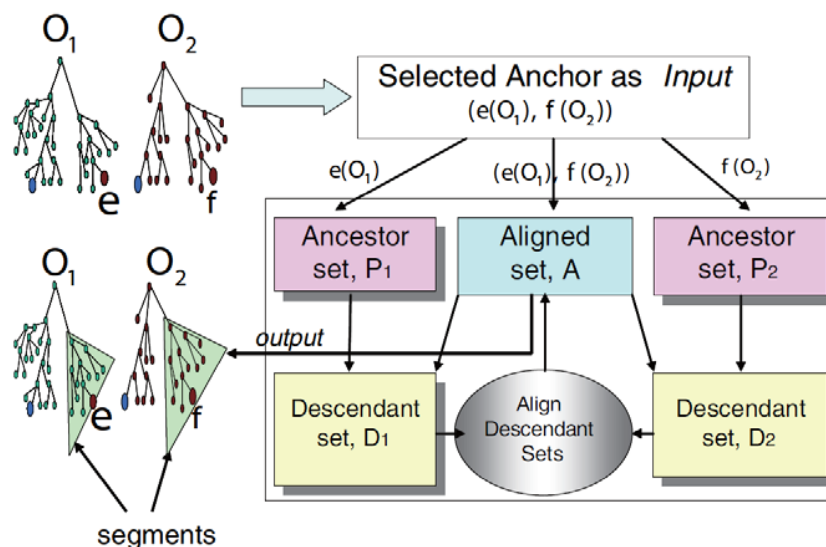 O1
O2
e
f
Selected Anchor as Input
(e(O1), f (O2))
e(O1)
(e(O1), f (O2))
f (O2)
Ancestor
set, P1
Aligned
set, A
Ancestor
set, P2
O1
O2
e
f
output
Descendant
set, D1
Align
Descendant
Sets
Descendant
set, D2
segments